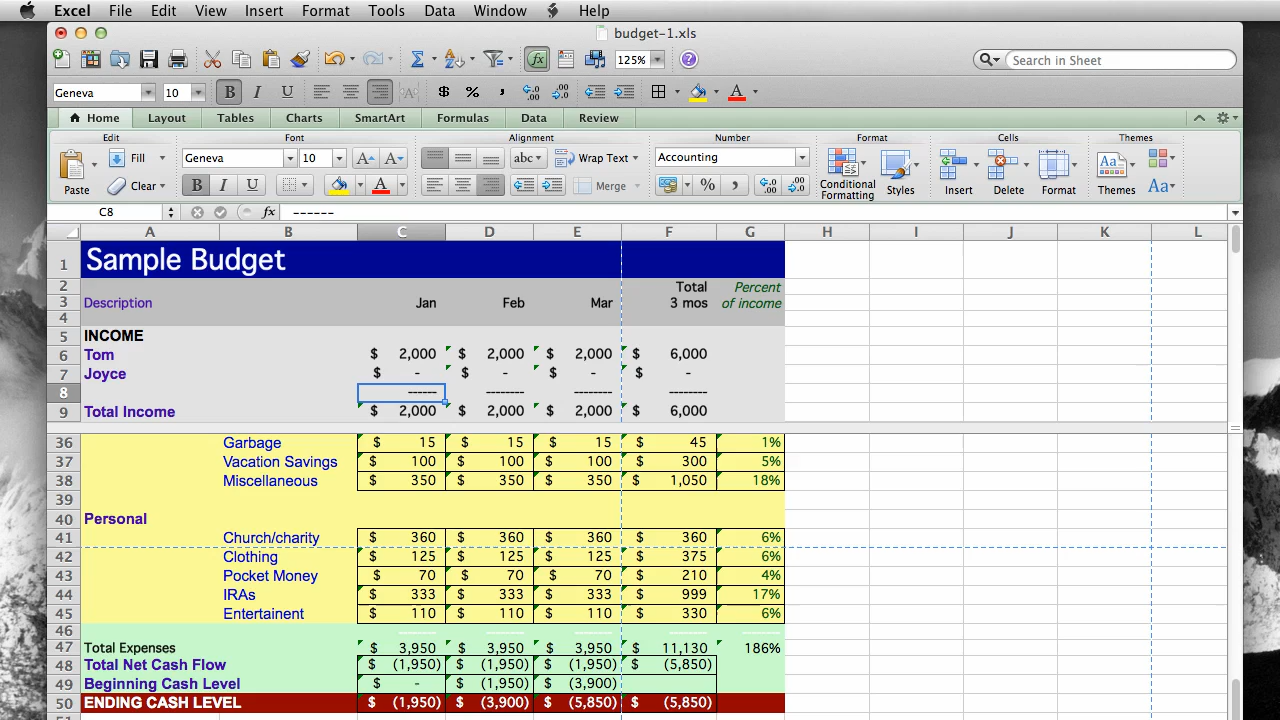 Excel File Edit View Insert Format Tools Data Window Help
budget-1.xls
125% Search in Sheet
Geneva 10 B I U $ % ,
Home Layout Tables Charts SmartArt Formulas Data Review
Edit Font Alignment Number Format Cells Themes
Fill Geneva 10 A A abc Wrap Text Accounting
Paste Clear B I U A Merge % , Conditional Formatting Styles Insert Delete Format Themes Aa
C8 fx ------
A B C D E F G H I J K L
1 Sample Budget
2 Total Percent
3 Description Jan Feb Mar 3 mos of income
4
5 INCOME
6 Tom $ 2,000 $ 2,000 $ 2,000 $ 6,000
7 Joyce $ - $ - $ - $ -
8 ------ ------- ------- -------
9 Total Income $ 2,000 $ 2,000 $ 2,000 $ 6,000
36 Garbage $ 15 $ 15 $ 15 $ 45 1%
37 Vacation Savings $ 100 $ 100 $ 100 $ 300 5%
38 Miscellaneous $ 350 $ 350 $ 350 $ 1,050 18%
39
40 Personal
41 Church/charity $ 360 $ 360 $ 360 $ 360 6%
42 Clothing $ 125 $ 125 $ 125 $ 375 6%
43 Pocket Money $ 70 $ 70 $ 70 $ 210 4%
44 IRAs $ 333 $ 333 $ 333 $ 999 17%
45 Entertainent $ 110 $ 110 $ 110 $ 330 6%
46
47 Total Expenses $ 3,950 $ 3,950 $ 3,950 $ 11,130 186%
48 Total Net Cash Flow $ (1,950) $ (1,950) $ (1,950) $ (5,850)
49 Beginning Cash Level $ - $ (1,950) $ (3,900)
50 ENDING CASH LEVEL $ (1,950) $ (3,900) $ (5,850) $ (5,850)